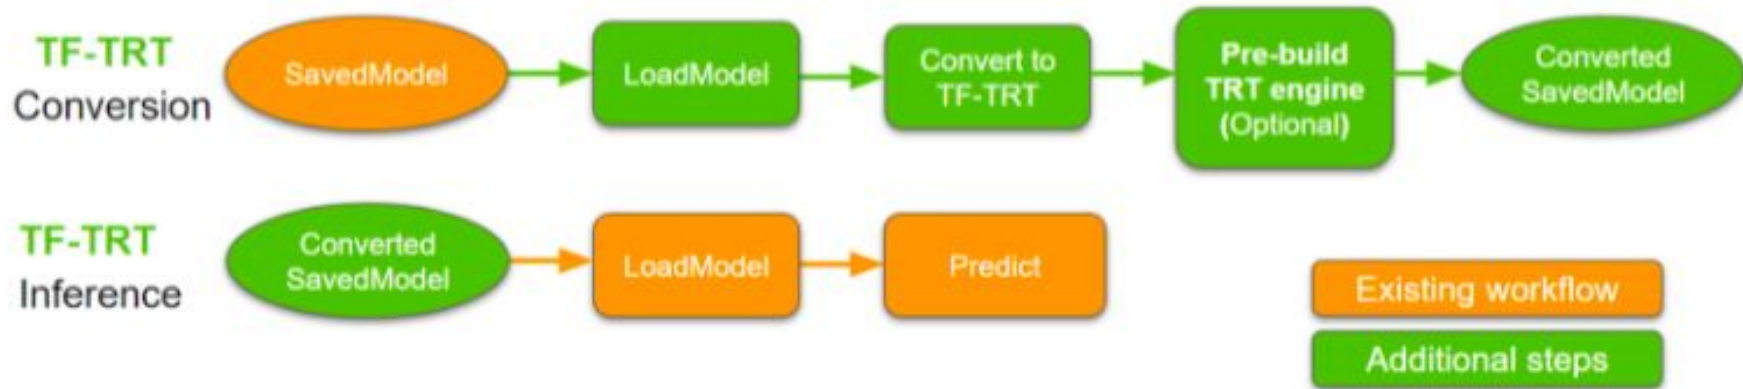 TF-TRT
Conversion
SavedModel
LoadModel
Convert to
TF-TRT
Pre-build
TRT engine
(Optional)
Converted
SavedModel
TF-TRT
Inference
Converted
SavedModel
LoadModel
Predict
Existing workflow
Additional steps